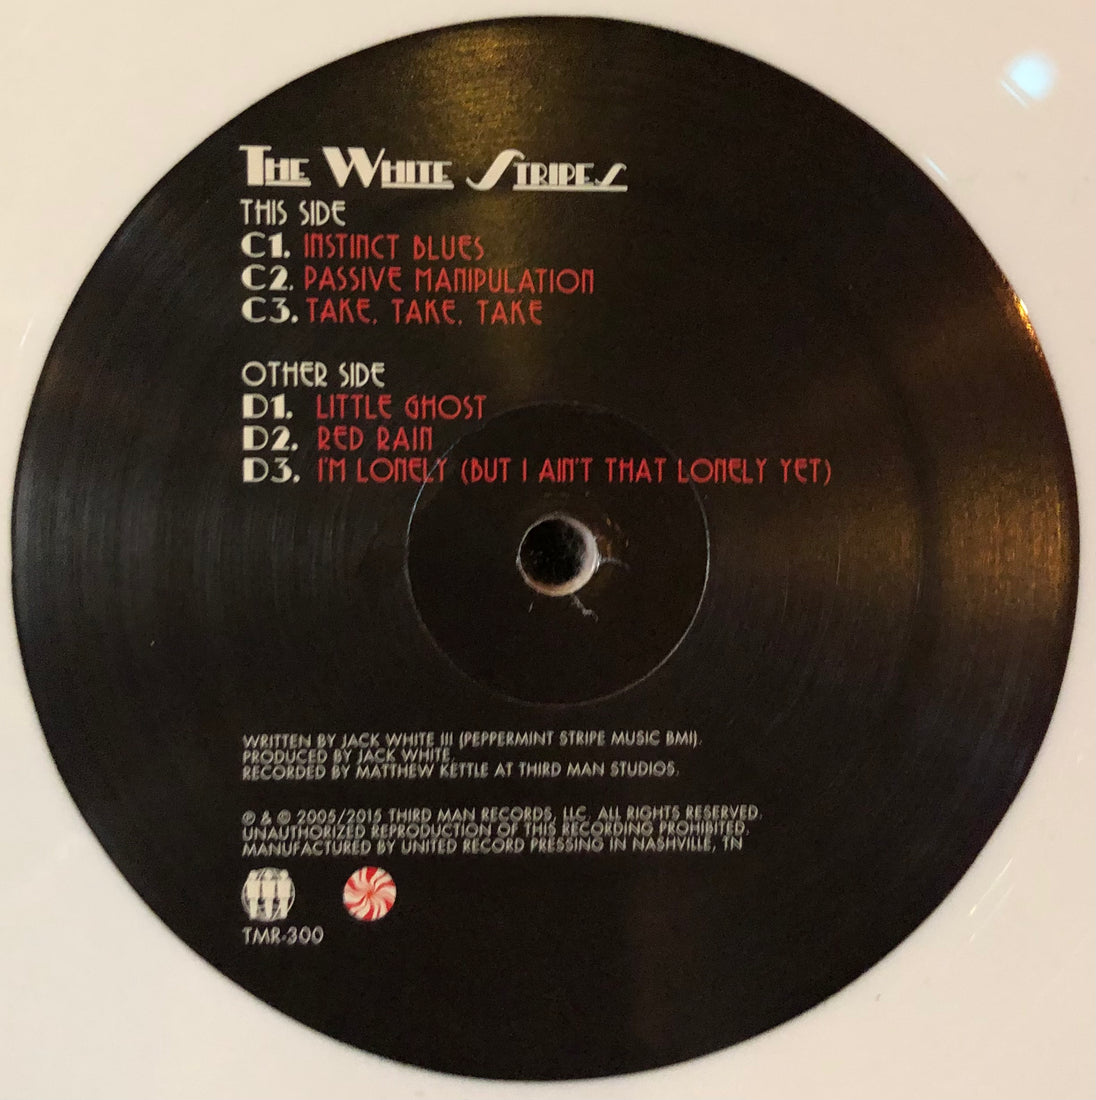 THE WHITE STRIPES
THIS SIDE
C1. INSTINCT BLUES
C2. PASSIVE MANIPULATION
C3. TAKE, TAKE, TAKE
OTHER SIDE
D1. LITTLE GHOST
D2. RED RAIN
D3. I'M LONELY (BUT I AIN'T THAT LONELY YET)
WRITTEN BY JACK WHITE III (PEPPERMINT STRIPE MUSIC BMI).
PRODUCED BY JACK WHITE.
RECORDED BY MATTHEW KETTLE AT THIRD MAN STUDIOS.
℗ & © 2005/2015 THIRD MAN RECORDS, LLC. ALL RIGHTS RESERVED.
UNAUTHORIZED REPRODUCTION OF THIS RECORDING PROHIBITED.
MANUFACTURED BY UNITED RECORD PRESSING IN NASHVILLE, TN
TMR-300